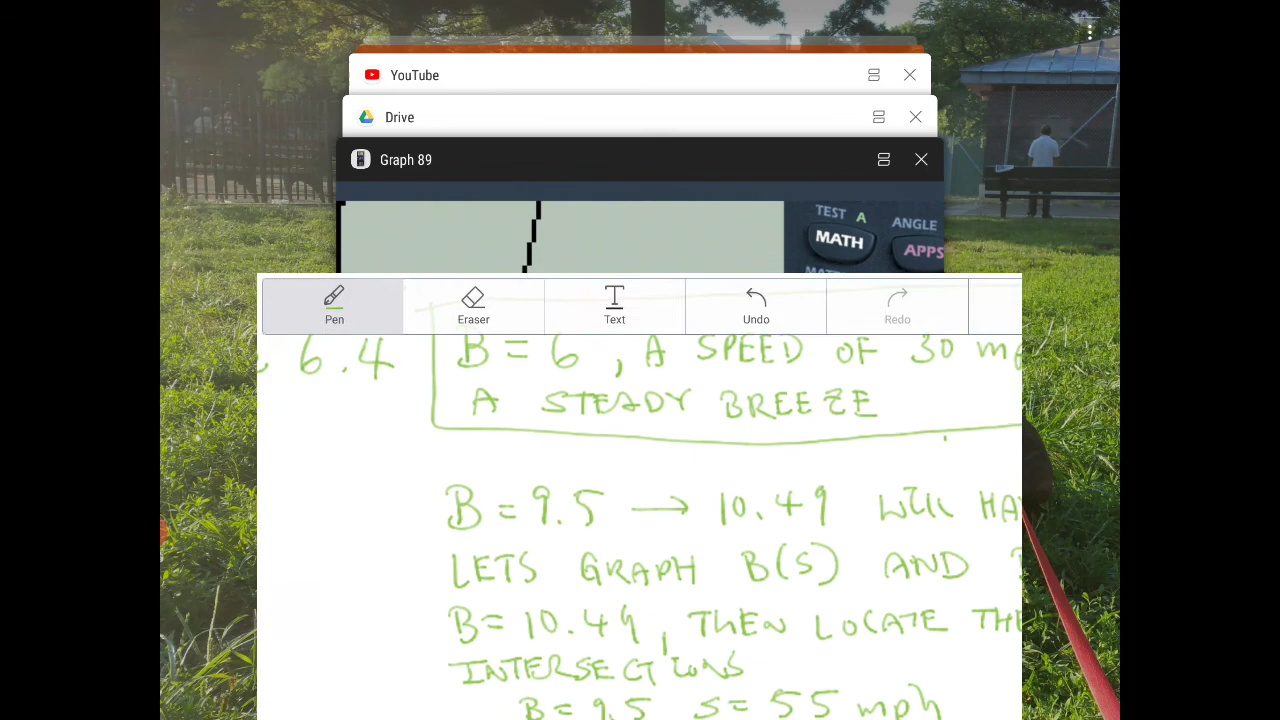 YouTube
Drive
Graph 89
TEST A ANGLE
MATH APPS
Pen Eraser Text Undo Redo
6.4 B = 6, A SPEED OF 30
A STEADY BREEZE
B = 9.5 → 10.49 WILL
LETS GRAPH B(S) AND
B = 10.49, THEN LOCATE THE
INTERSECTIONS
B = 9.5 S = 55 mph